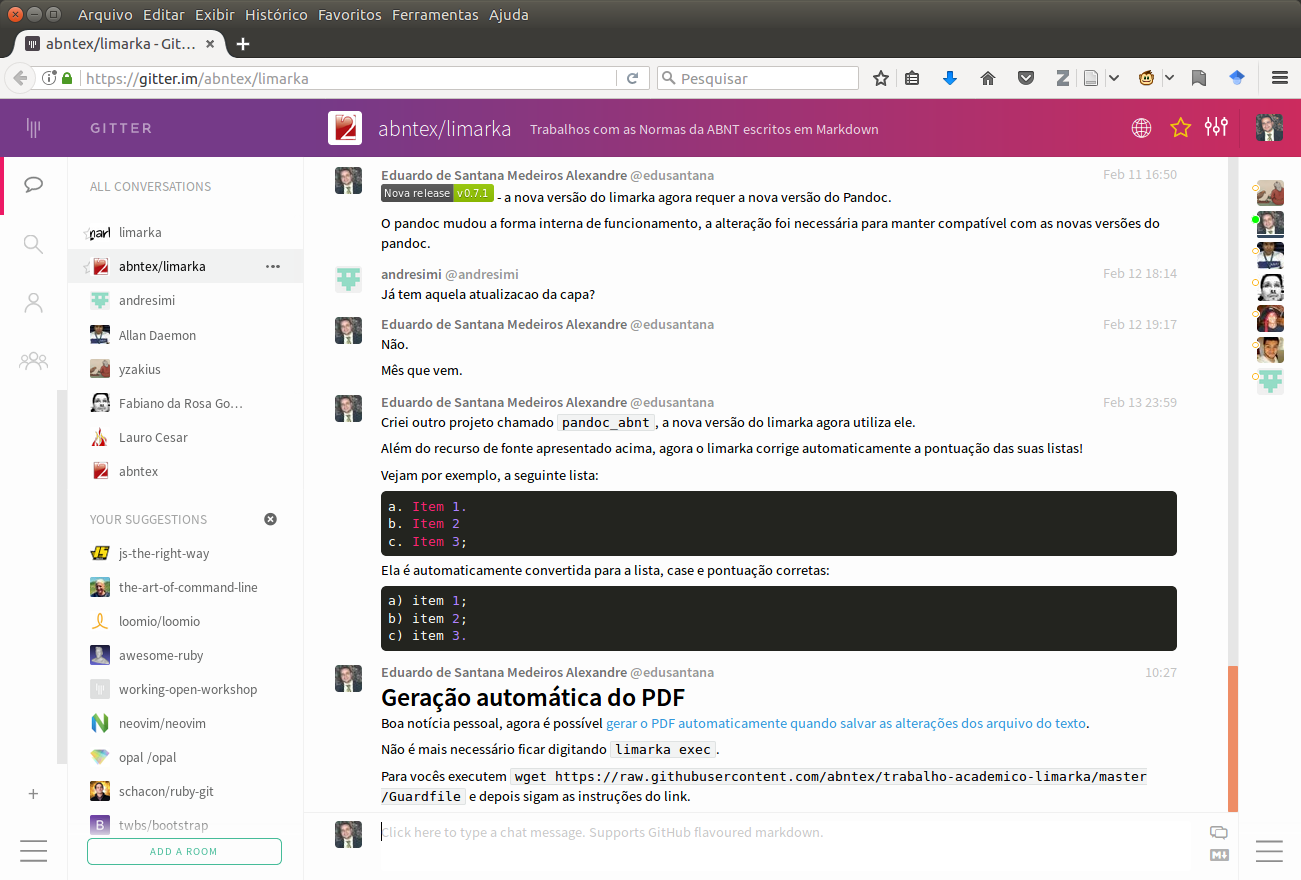 Arquivo Editar Exibir Histórico Favoritos Ferramentas Ajuda
abntex/limarka - Git…
https://gitter.im/abntex/limarka
Pesquisar
GITTER
abntex/limarka
Trabalhos com as Normas da ABNT escritos em Markdown
ALL CONVERSATIONS
limarka
abntex/limarka
andresimi
Allan Daemon
yzakius
Fabiano da Rosa Go…
Lauro Cesar
abntex
YOUR SUGGESTIONS
js-the-right-way
the-art-of-command-line
loomio/loomio
awesome-ruby
working-open-workshop
neovim/neovim
opal /opal
schacon/ruby-git
twbs/bootstrap
ADD A ROOM
Eduardo de Santana Medeiros Alexandre @edusantana Feb 11 16:50
Nova release v0.7.1 - a nova versão do limarka agora requer a nova versão do Pandoc.
O pandoc mudou a forma interna de funcionamento, a alteração foi necessária para manter compatível com as novas versões do
pandoc.
andresimi @andresimi Feb 12 18:14
Já tem aquela atualizacao da capa?
Eduardo de Santana Medeiros Alexandre @edusantana Feb 12 19:17
Não.
Mês que vem.
Eduardo de Santana Medeiros Alexandre @edusantana Feb 13 23:59
Criei outro projeto chamado pandoc_abnt, a nova versão do limarka agora utiliza ele.
Além do recurso de fonte apresentado acima, agora o limarka corrige automaticamente a pontuação das suas listas!
Vejam por exemplo, a seguinte lista:
a. Item 1.
b. Item 2
c. Item 3;
Ela é automaticamente convertida para a lista, case e pontuação corretas:
a) item 1;
b) item 2;
c) item 3.
Eduardo de Santana Medeiros Alexandre @edusantana 10:27
Geração automática do PDF
Boa notícia pessoal, agora é possível gerar o PDF automaticamente quando salvar as alterações dos arquivo do texto.
Não é mais necessário ficar digitando limarka exec.
Para vocês executem wget https://raw.githubusercontent.com/abntex/trabalho-academico-limarka/master
/Guardfile e depois sigam as instruções do link.
Click here to type a chat message. Supports GitHub flavoured markdown.